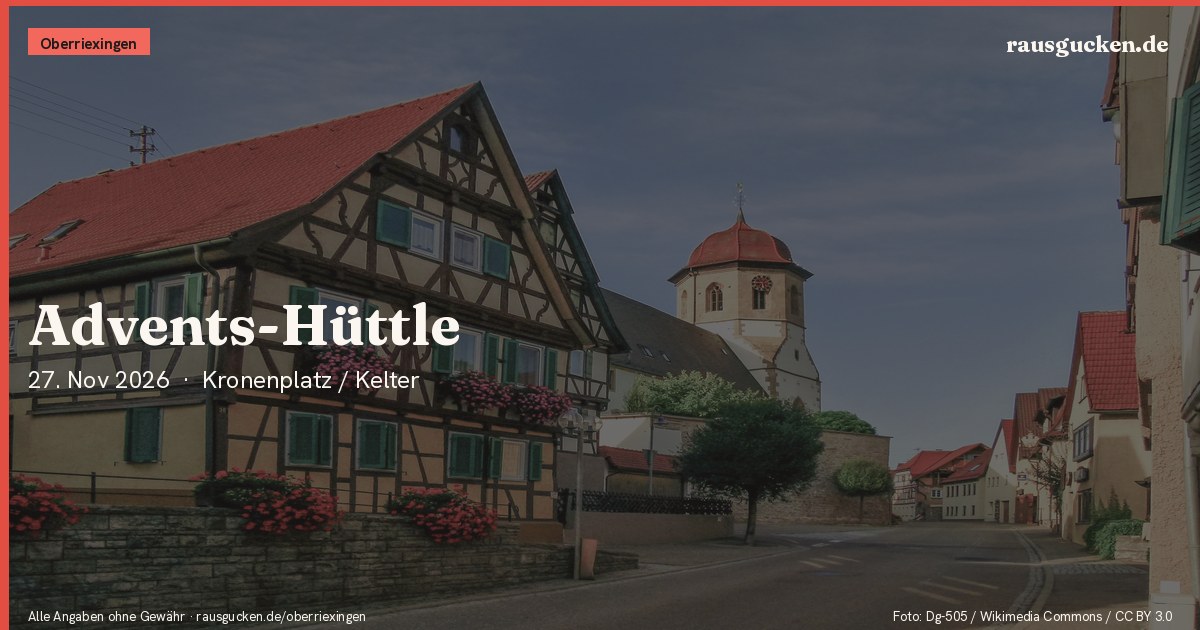 Oberriexingen
rausgucken.de
Advents-Hüttle
27. Nov 2026 · Kronenplatz / Kelter
Alle Angaben ohne Gewähr · rausgucken.de/oberriexingen
Foto: Dg-505 / Wikimedia Commons / CC BY 3.0